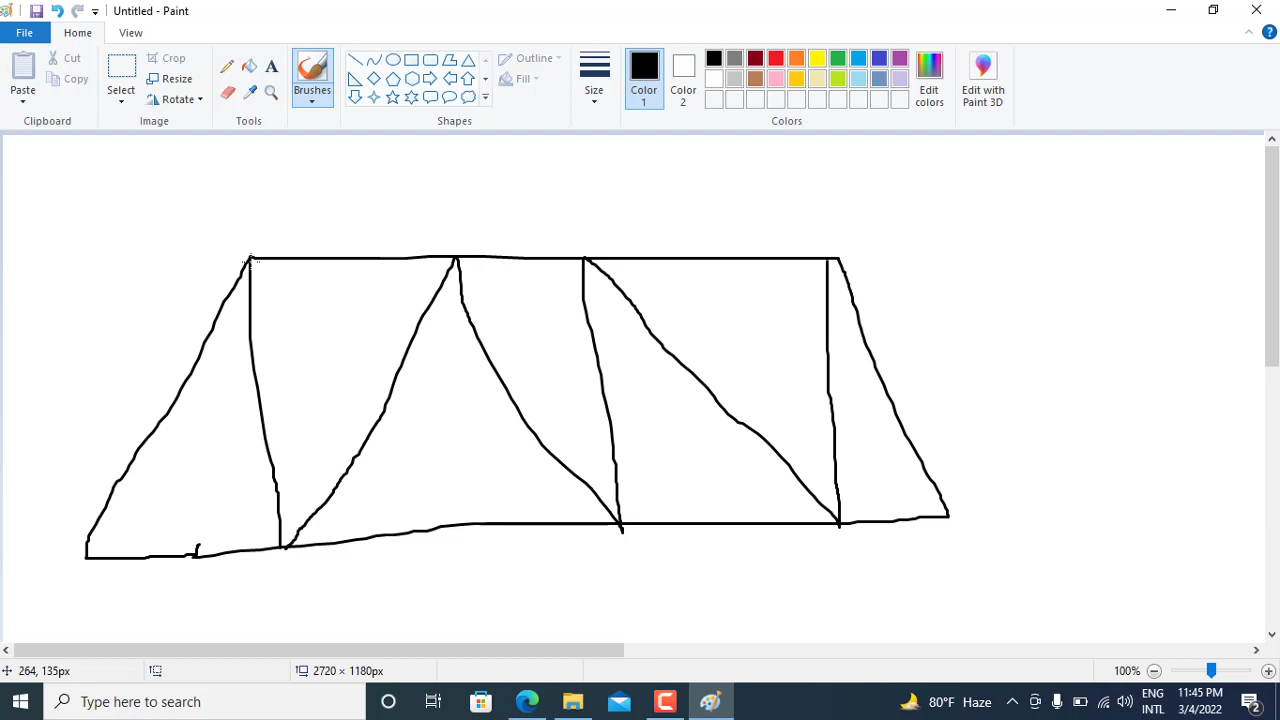 Untitled - Paint
File Home View
Paste
Cut
Copy
Clipboard
Select
Crop
Resize
Rotate
Image
Tools
Brushes
Outline
Fill
Shapes
Size
Color 1
Color 2
Edit colors
Colors
Edit with Paint 3D
264, 135px
2720 × 1180px
100%
Type here to search
80°F Haze
ENG
INTL
11:45 PM
3/4/2022
2